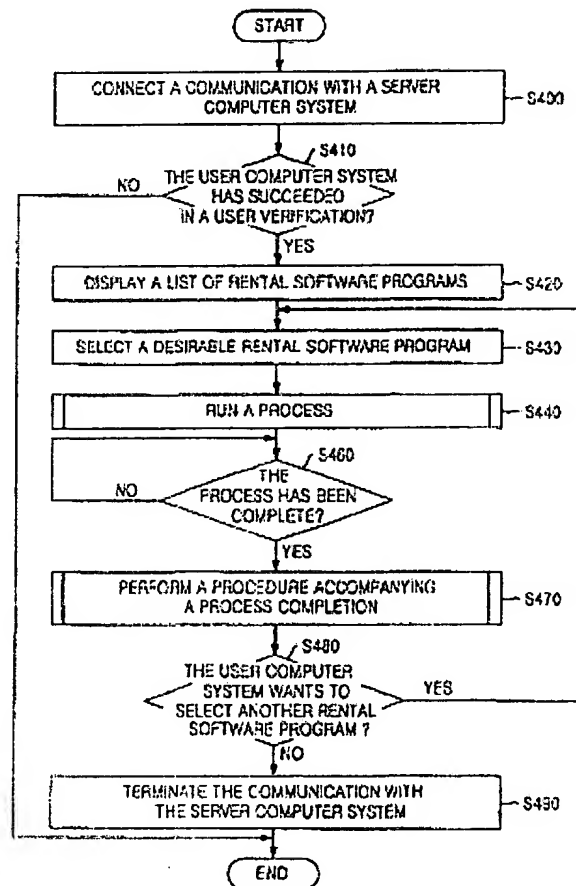 START
CONNECT A COMMUNICATION WITH A SERVER
COMPUTER SYSTEM
S400
S410
THE USER COMPUTER SYSTEM
HAS SUCCEEDED
IN A USER VERIFICATION?
NO
YES
DISPLAY A LIST OF RENTAL SOFTWARE PROGRAMS
S420
SELECT A DESIRABLE RENTAL SOFTWARE PROGRAM
S430
RUN A PROCESS
S440
S460
THE
PROCESS HAS BEEN
COMPLETE?
NO
YES
PERFORM A PROCEDURE ACCOMPANYING
A PROCESS COMPLETION
S470
S480
THE USER COMPUTER
SYSTEM WANTS TO
SELECT ANOTHER RENTAL
SOFTWARE PROGRAM ?
YES
NO
TERMINATE THE COMMUNICATION WITH
THE SERVER COMPUTER SYSTEM
S490
END